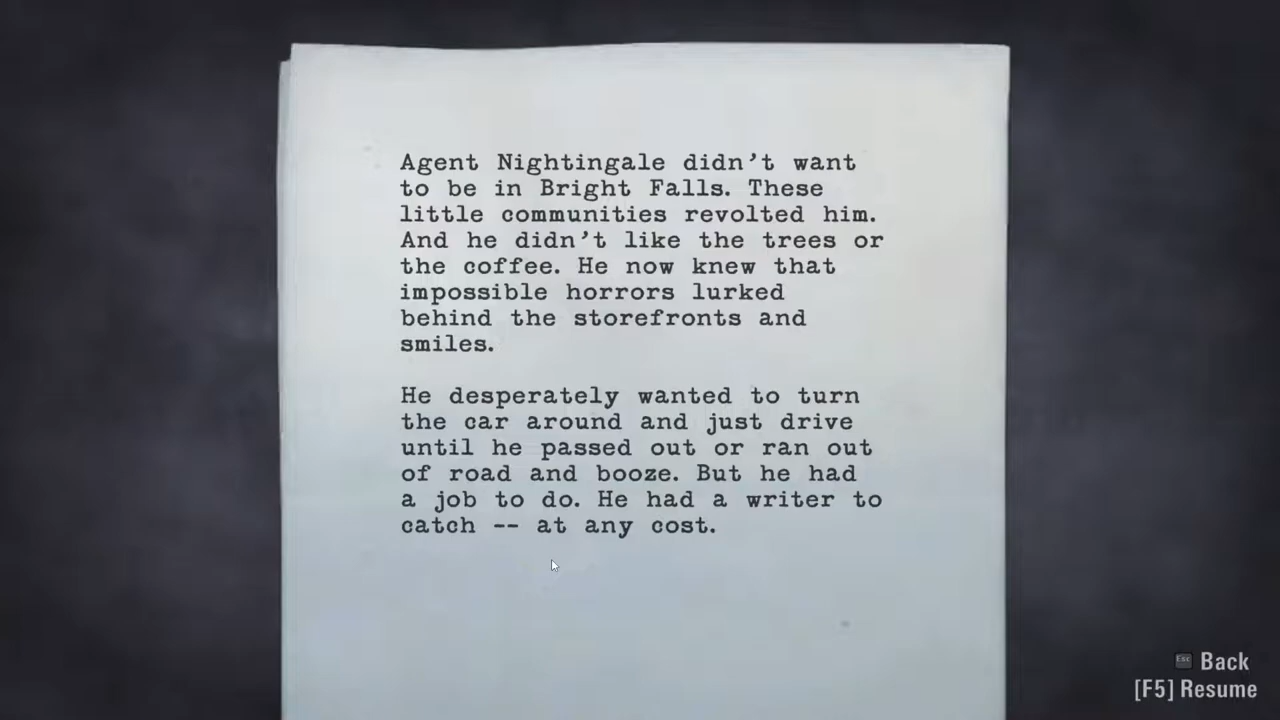 Agent Nightingale didn't want
to be in Bright Falls. These
little communities revolted him.
And he didn't like the trees or
the coffee. He now knew that
impossible horrors lurked
behind the storefronts and
smiles.
He desperately wanted to turn
the car around and just drive
until he passed out or ran out
of road and booze. But he had
a job to do. He had a writer to
catch -- at any cost.
Esc Back
[F5] Resume